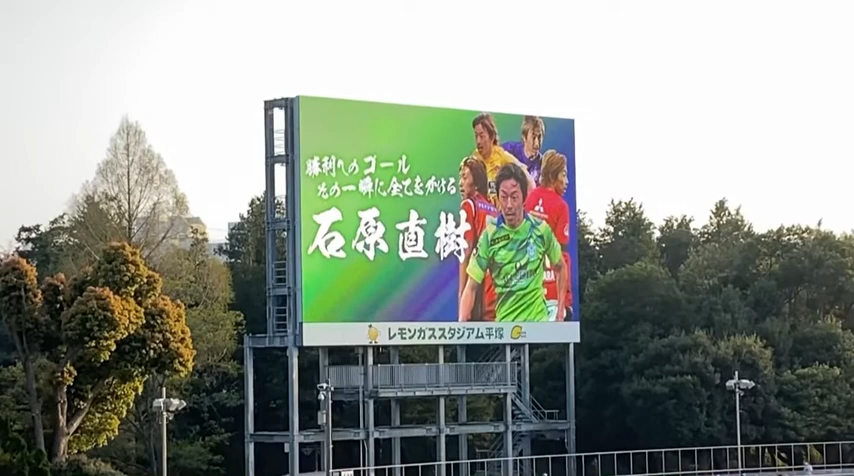 勝利へのゴール
その一瞬に全てをかける
石原直樹
レモンガススタジアム平塚